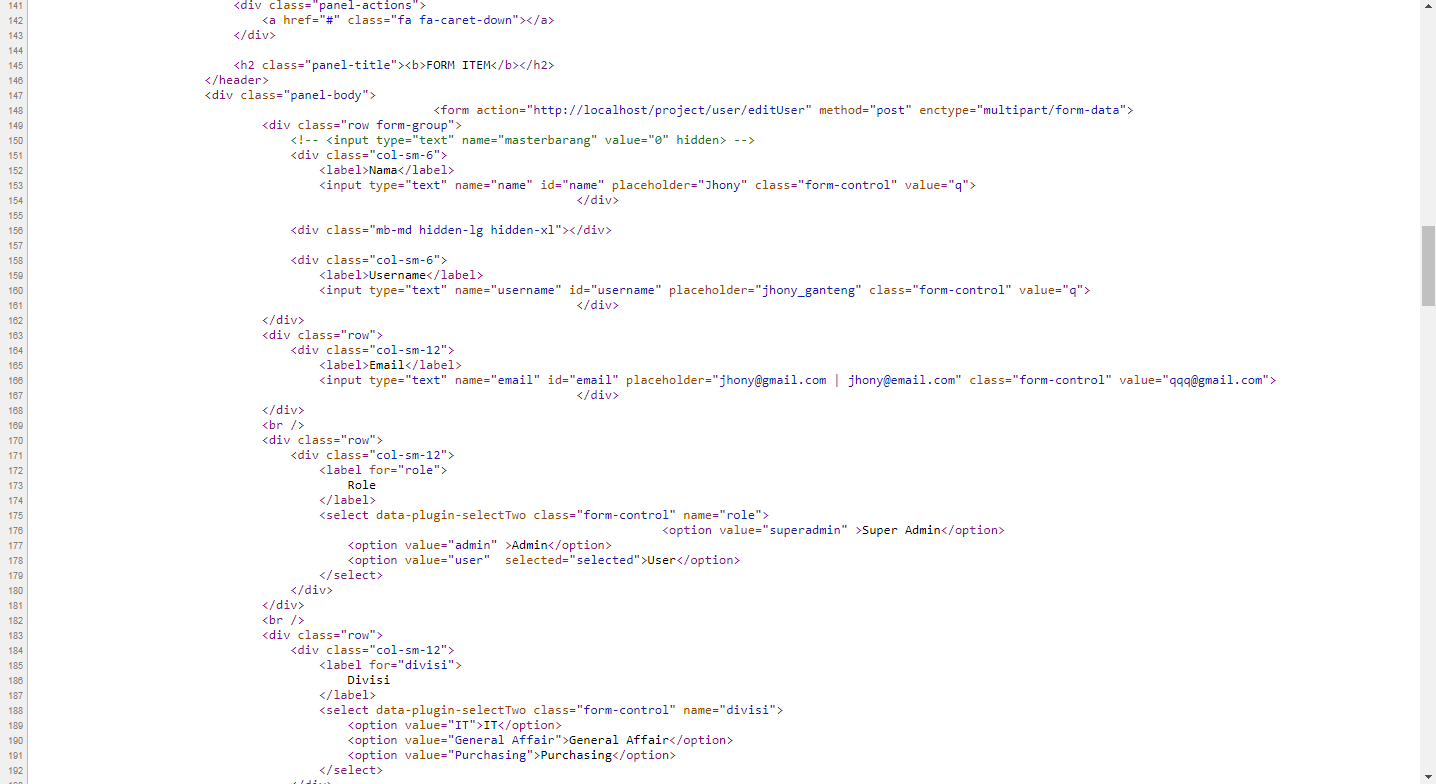 141 <div class="panel-actions">
142 <a href="#" class="fa fa-caret-down"></a>
143 </div>
144
145 <h2 class="panel-title"><b>FORM ITEM</b></h2>
146 </header>
147 <div class="panel-body">
148 <form action="http://localhost/project/user/editUser" method="post" enctype="multipart/form-data">
149 <div class="row form-group">
150 <!-- <input type="text" name="masterbarang" value="0" hidden> -->
151 <div class="col-sm-6">
152 <label>Nama</label>
153 <input type="text" name="name" id="name" placeholder="Jhony" class="form-control" value="q">
154 </div>
155
156 <div class="mb-md hidden-lg hidden-xl"></div>
157
158 <div class="col-sm-6">
159 <label>Username</label>
160 <input type="text" name="username" id="username" placeholder="jhony_ganteng" class="form-control" value="q">
161 </div>
162 </div>
163 <div class="row">
164 <div class="col-sm-12">
165 <label>Email</label>
166 <input type="text" name="email" id="email" placeholder="jhony@gmail.com | jhony@email.com" class="form-control" value="qqq@gmail.com">
167 </div>
168 </div>
169 <br />
170 <div class="row">
171 <div class="col-sm-12">
172 <label for="role">
173 Role
174 </label>
175 <select data-plugin-selectTwo class="form-control" name="role">
176 <option value="superadmin" >Super Admin</option>
177 <option value="admin" >Admin</option>
178 <option value="user"  selected="selected">User</option>
179 </select>
180 </div>
181 </div>
182 <br />
183 <div class="row">
184 <div class="col-sm-12">
185 <label for="divisi">
186 Divisi
187 </label>
188 <select data-plugin-selectTwo class="form-control" name="divisi">
189 <option value="IT">IT</option>
190 <option value="General Affair">General Affair</option>
191 <option value="Purchasing">Purchasing</option>
192 </select>